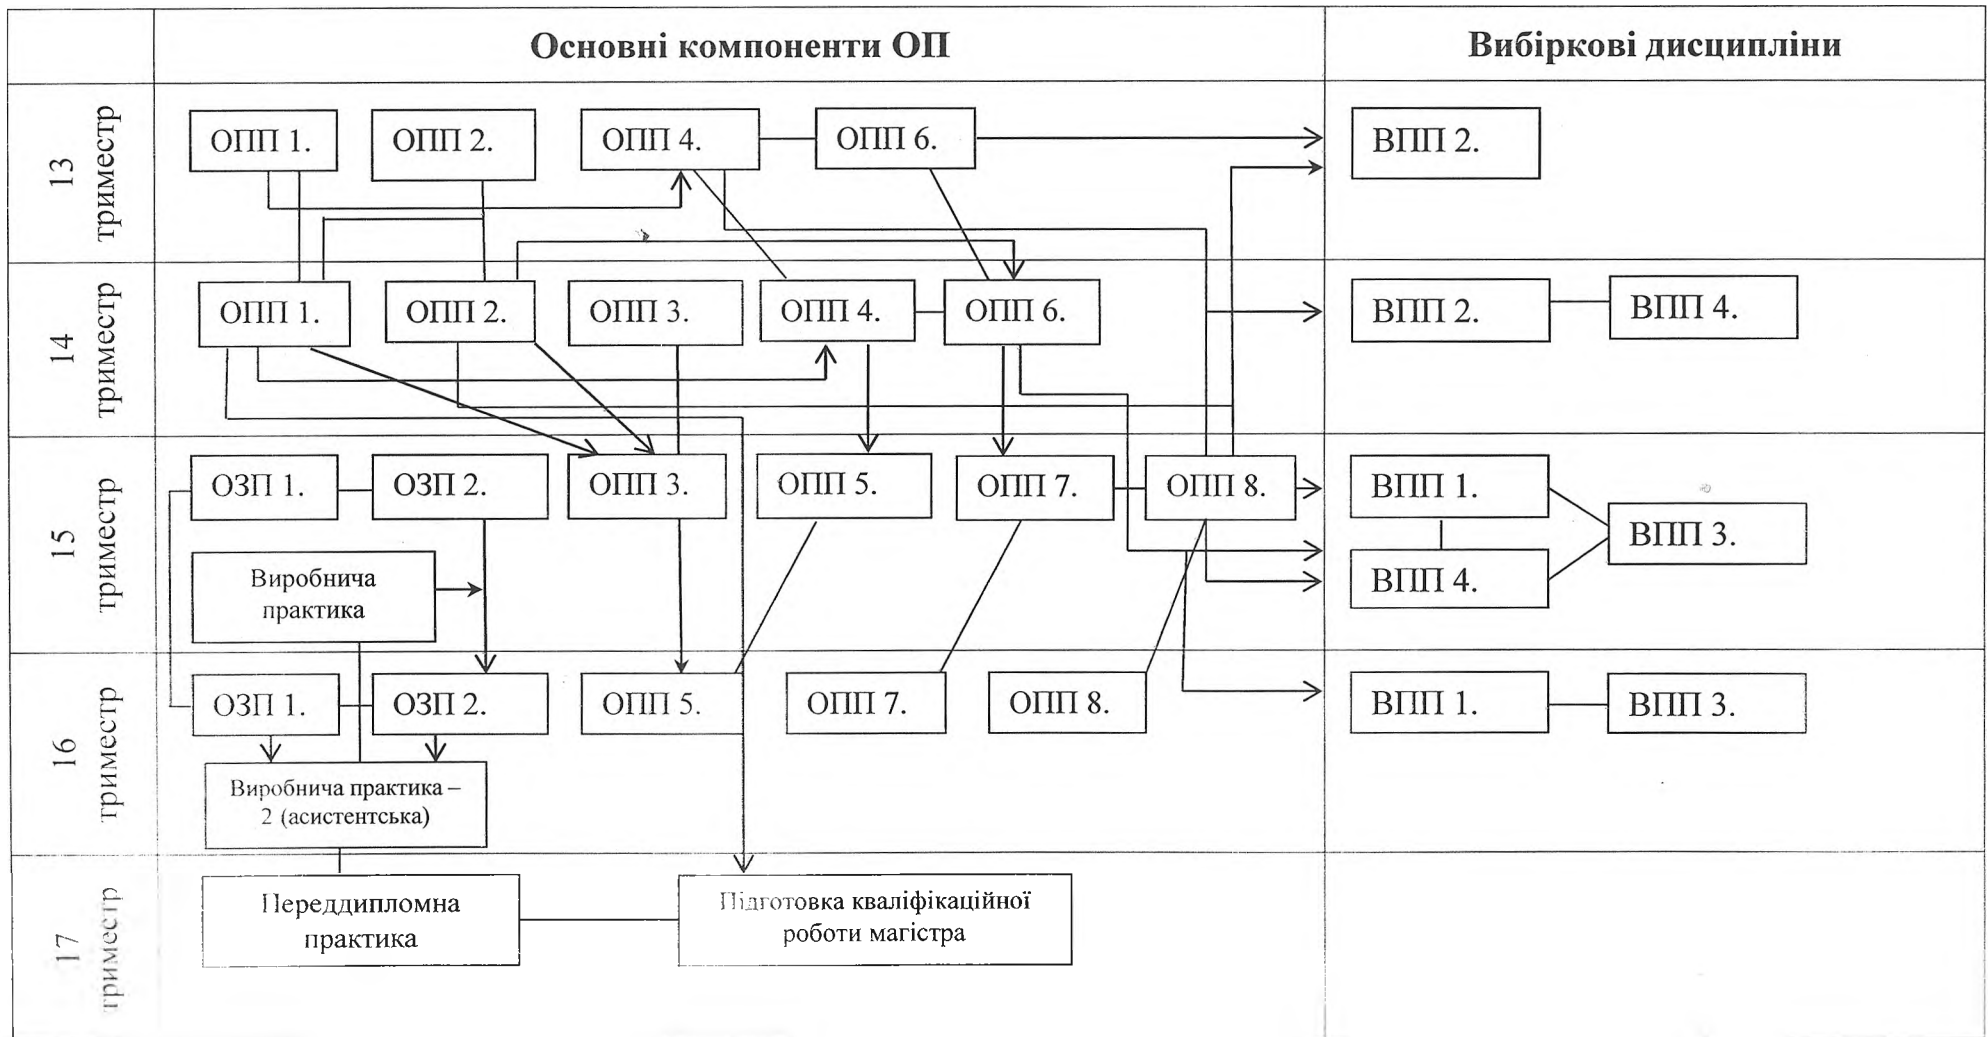 Основні компоненти ОП
Вибіркові дисципліни
13
триместр
ОПП 1.
ОПП 2.
ОПП 4.
ОПП 6.
ВПП 2.
14
триместр
ОПП 1.
ОПП 2.
ОПП 3.
ОПП 4.
ОПП 6.
ВПП 2.
ВПП 4.
15
триместр
ОЗП 1.
ОЗП 2.
ОПП 3.
ОПП 5.
ОПП 7.
ОПП 8.
ВПП 1.
ВПП 3.
ВПП 4.
Виробнича
практика
16
триместр
ОЗП 1.
ОЗП 2.
ОПП 5.
ОПП 7.
ОПП 8.
ВПП 1.
ВПП 3.
Виробнича практика –
2 (асистентська)
17
триместр
Переддипломна
практика
Підготовка кваліфікаційної
роботи магістра